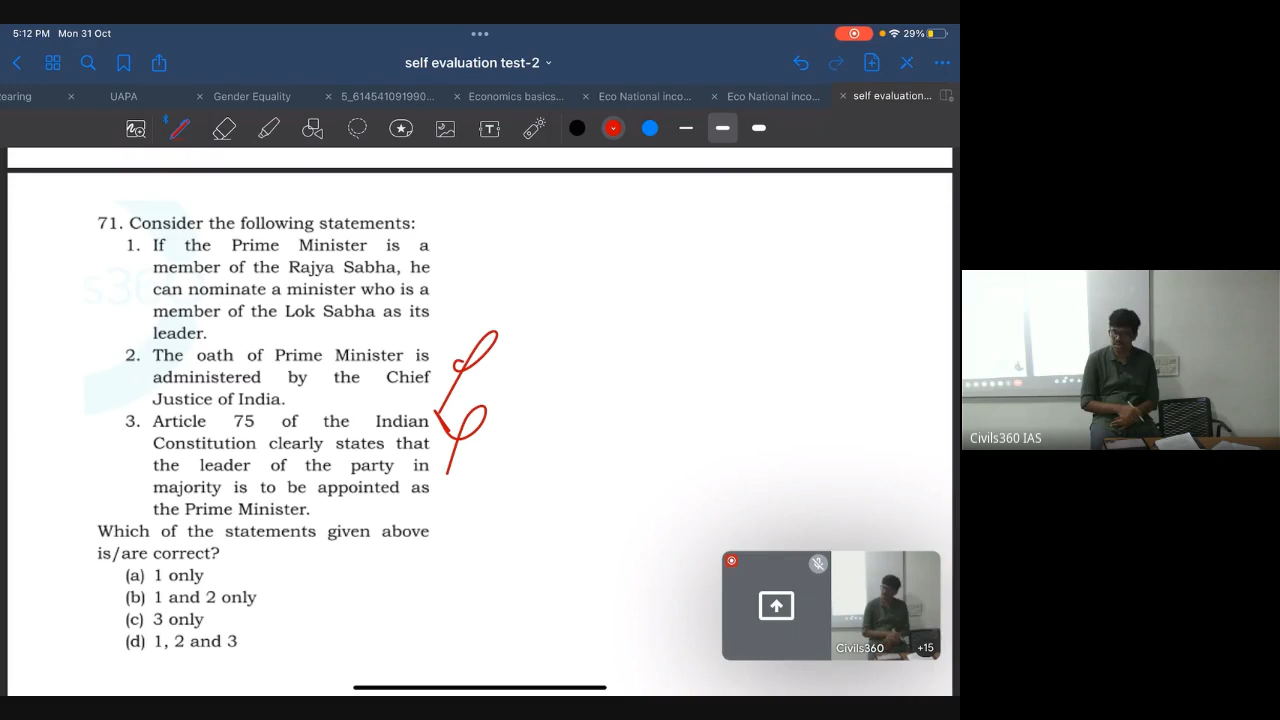 5:12 PM Mon 31 Oct
29%
self evaluation test-2
earing
UAPA
Gender Equality
5_614541091990...
Economics basics...
Eco National inco...
Eco National inco...
self evaluation...
71. Consider the following statements:
1. If the Prime Minister is a
member of the Rajya Sabha, he
can nominate a minister who is a
member of the Lok Sabha as its
leader.
2. The oath of Prime Minister is
administered by the Chief
Justice of India.
3. Article 75 of the Indian
Constitution clearly states that
the leader of the party in
majority is to be appointed as
the Prime Minister.
Which of the statements given above
is/are correct?
(a) 1 only
(b) 1 and 2 only
(c) 3 only
(d) 1, 2 and 3
Civils360
+15
Civils360 IAS